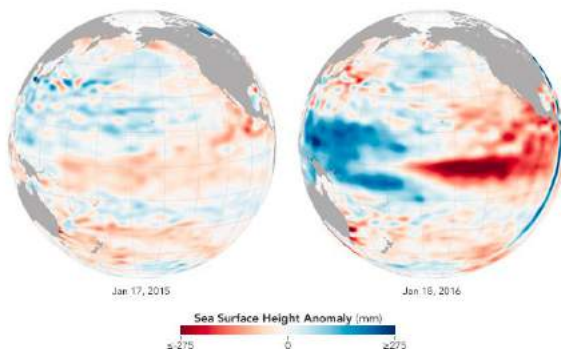 Jan 17, 2015
Jan 18, 2016
Sea Surface Height Anomaly (mm)
≤-275 0 ≥275